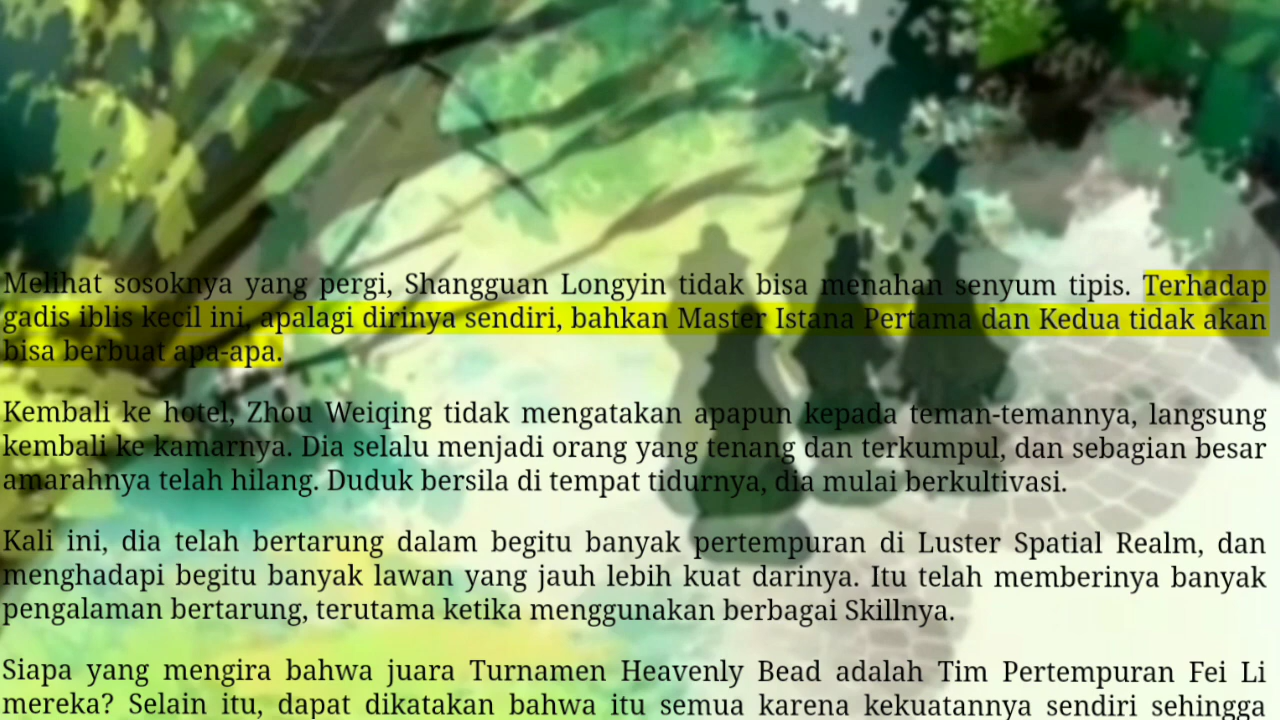 Melihat sosoknya yang pergi, Shangguan Longyin tidak bisa menahan senyum tipis. Terhadap
gadis iblis kecil ini, apalagi dirinya sendiri, bahkan Master Istana Pertama dan Kedua tidak akan
bisa berbuat apa-apa.
Kembali ke hotel, Zhou Weiqing tidak mengatakan apapun kepada teman-temannya, langsung
kembali ke kamarnya. Dia selalu menjadi orang yang tenang dan terkumpul, dan sebagian besar
amarahnya telah hilang. Duduk bersila di tempat tidurnya, dia mulai berkultivasi.
Kali ini, dia telah bertarung dalam begitu banyak pertempuran di Luster Spatial Realm, dan
menghadapi begitu banyak lawan yang jauh lebih kuat darinya. Itu telah memberinya banyak
pengalaman bertarung, terutama ketika menggunakan berbagai Skillnya.
Siapa yang mengira bahwa juara Turnamen Heavenly Bead adalah Tim Pertempuran Fei Li
mereka? Selain itu, dapat dikatakan bahwa itu semua karena kekuatannya sendiri sehingga